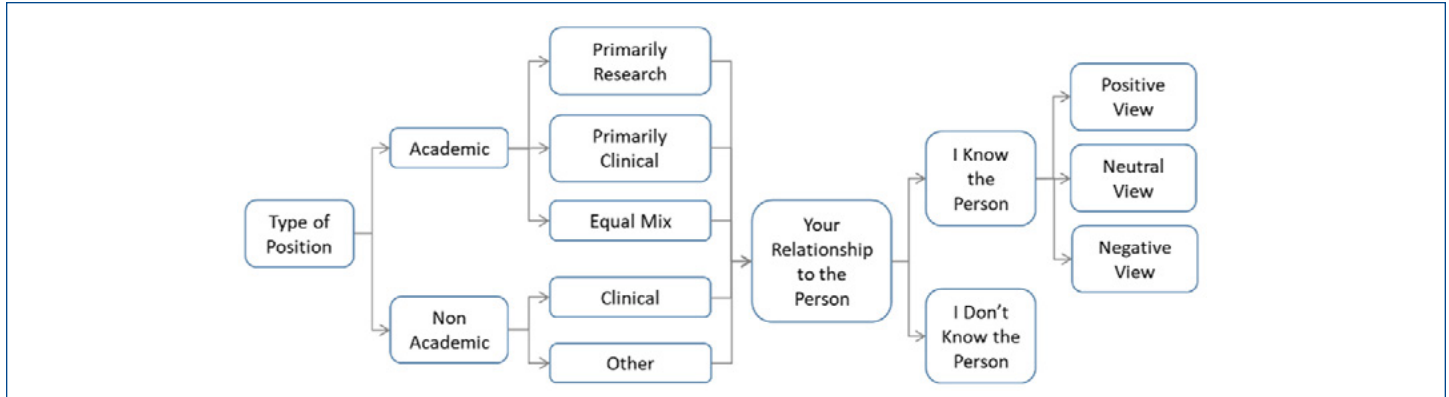 Type of
Position
Academic
Non
Academic
Primarily
Research
Primarily
Clinical
Equal Mix
Clinical
Other
Your
Relationship
to the
Person
I Know
the
Person
I Don’t
Know the
Person
Positive
View
Neutral
View
Negative
View